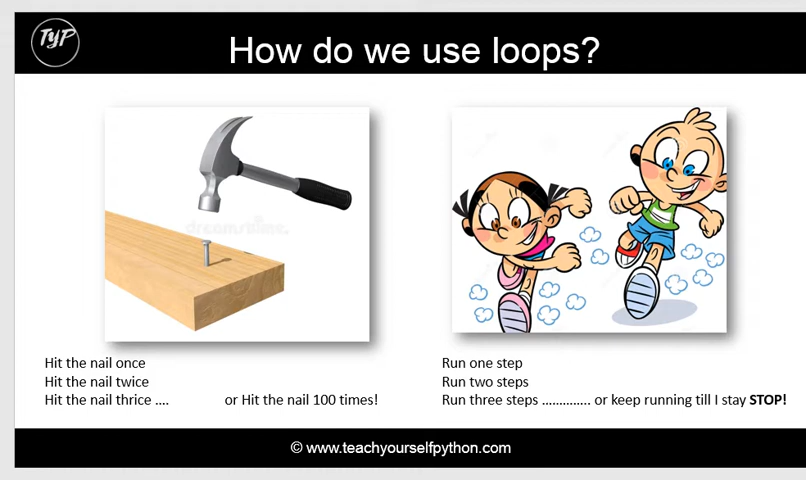 TYP
How do we use loops?
dreamstime.
Hit the nail once
Hit the nail twice
Hit the nail thrice .... or Hit the nail 100 times!
Run one step
Run two steps
Run three steps .............. or keep running till I stay STOP!
© www.teachyourselfpython.com